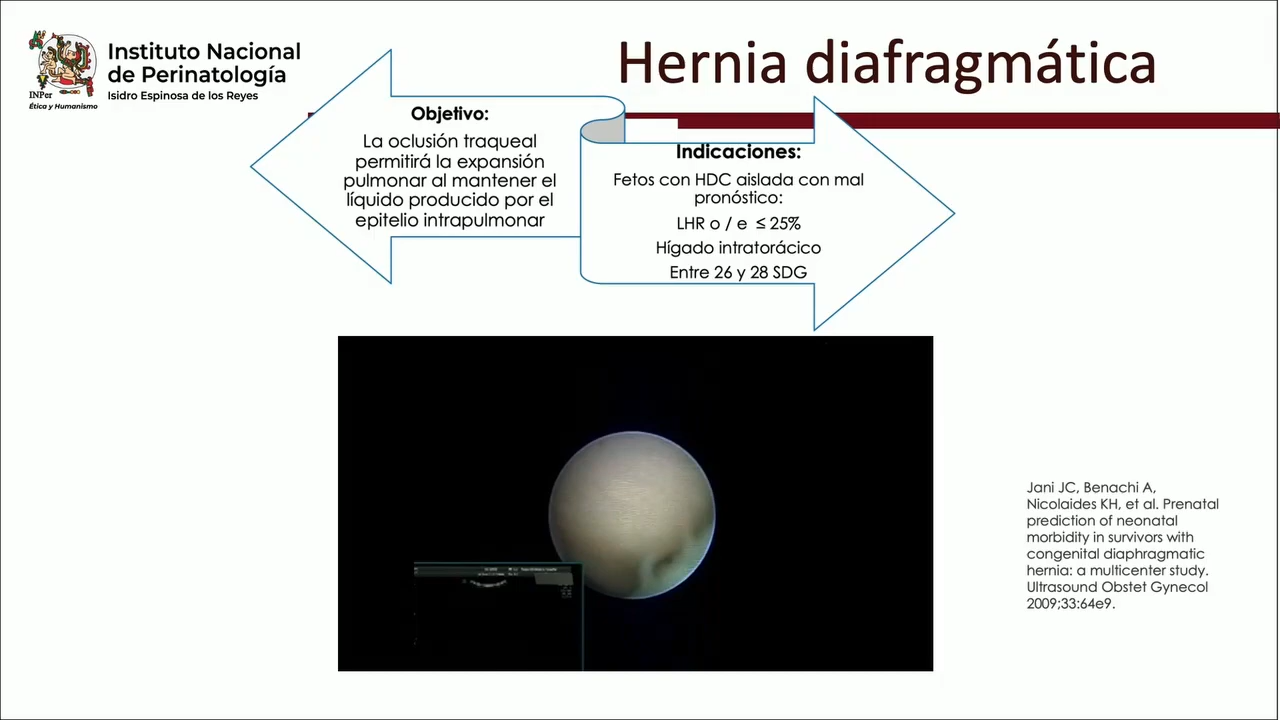 Instituto Nacional
de Perinatología
Isidro Espinosa de los Reyes
INPer
Ética y Humanismo
Hernia diafragmática
Objetivo:
La oclusión traqueal
permitirá la expansión
pulmonar al mantener el
líquido producido por el
epitelio intrapulmonar
Indicaciones:
Fetos con HDC aislada con mal
pronóstico:
LHR o / e ≤ 25%
Hígado intratorácico
Entre 26 y 28 SDG
Jani JC, Benachi A,
Nicolaides KH, et al. Prenatal
prediction of neonatal
morbidity in survivors with
congenital diaphragmatic
hernia: a multicenter study.
Ultrasound Obstet Gynecol
2009;33:64e9.